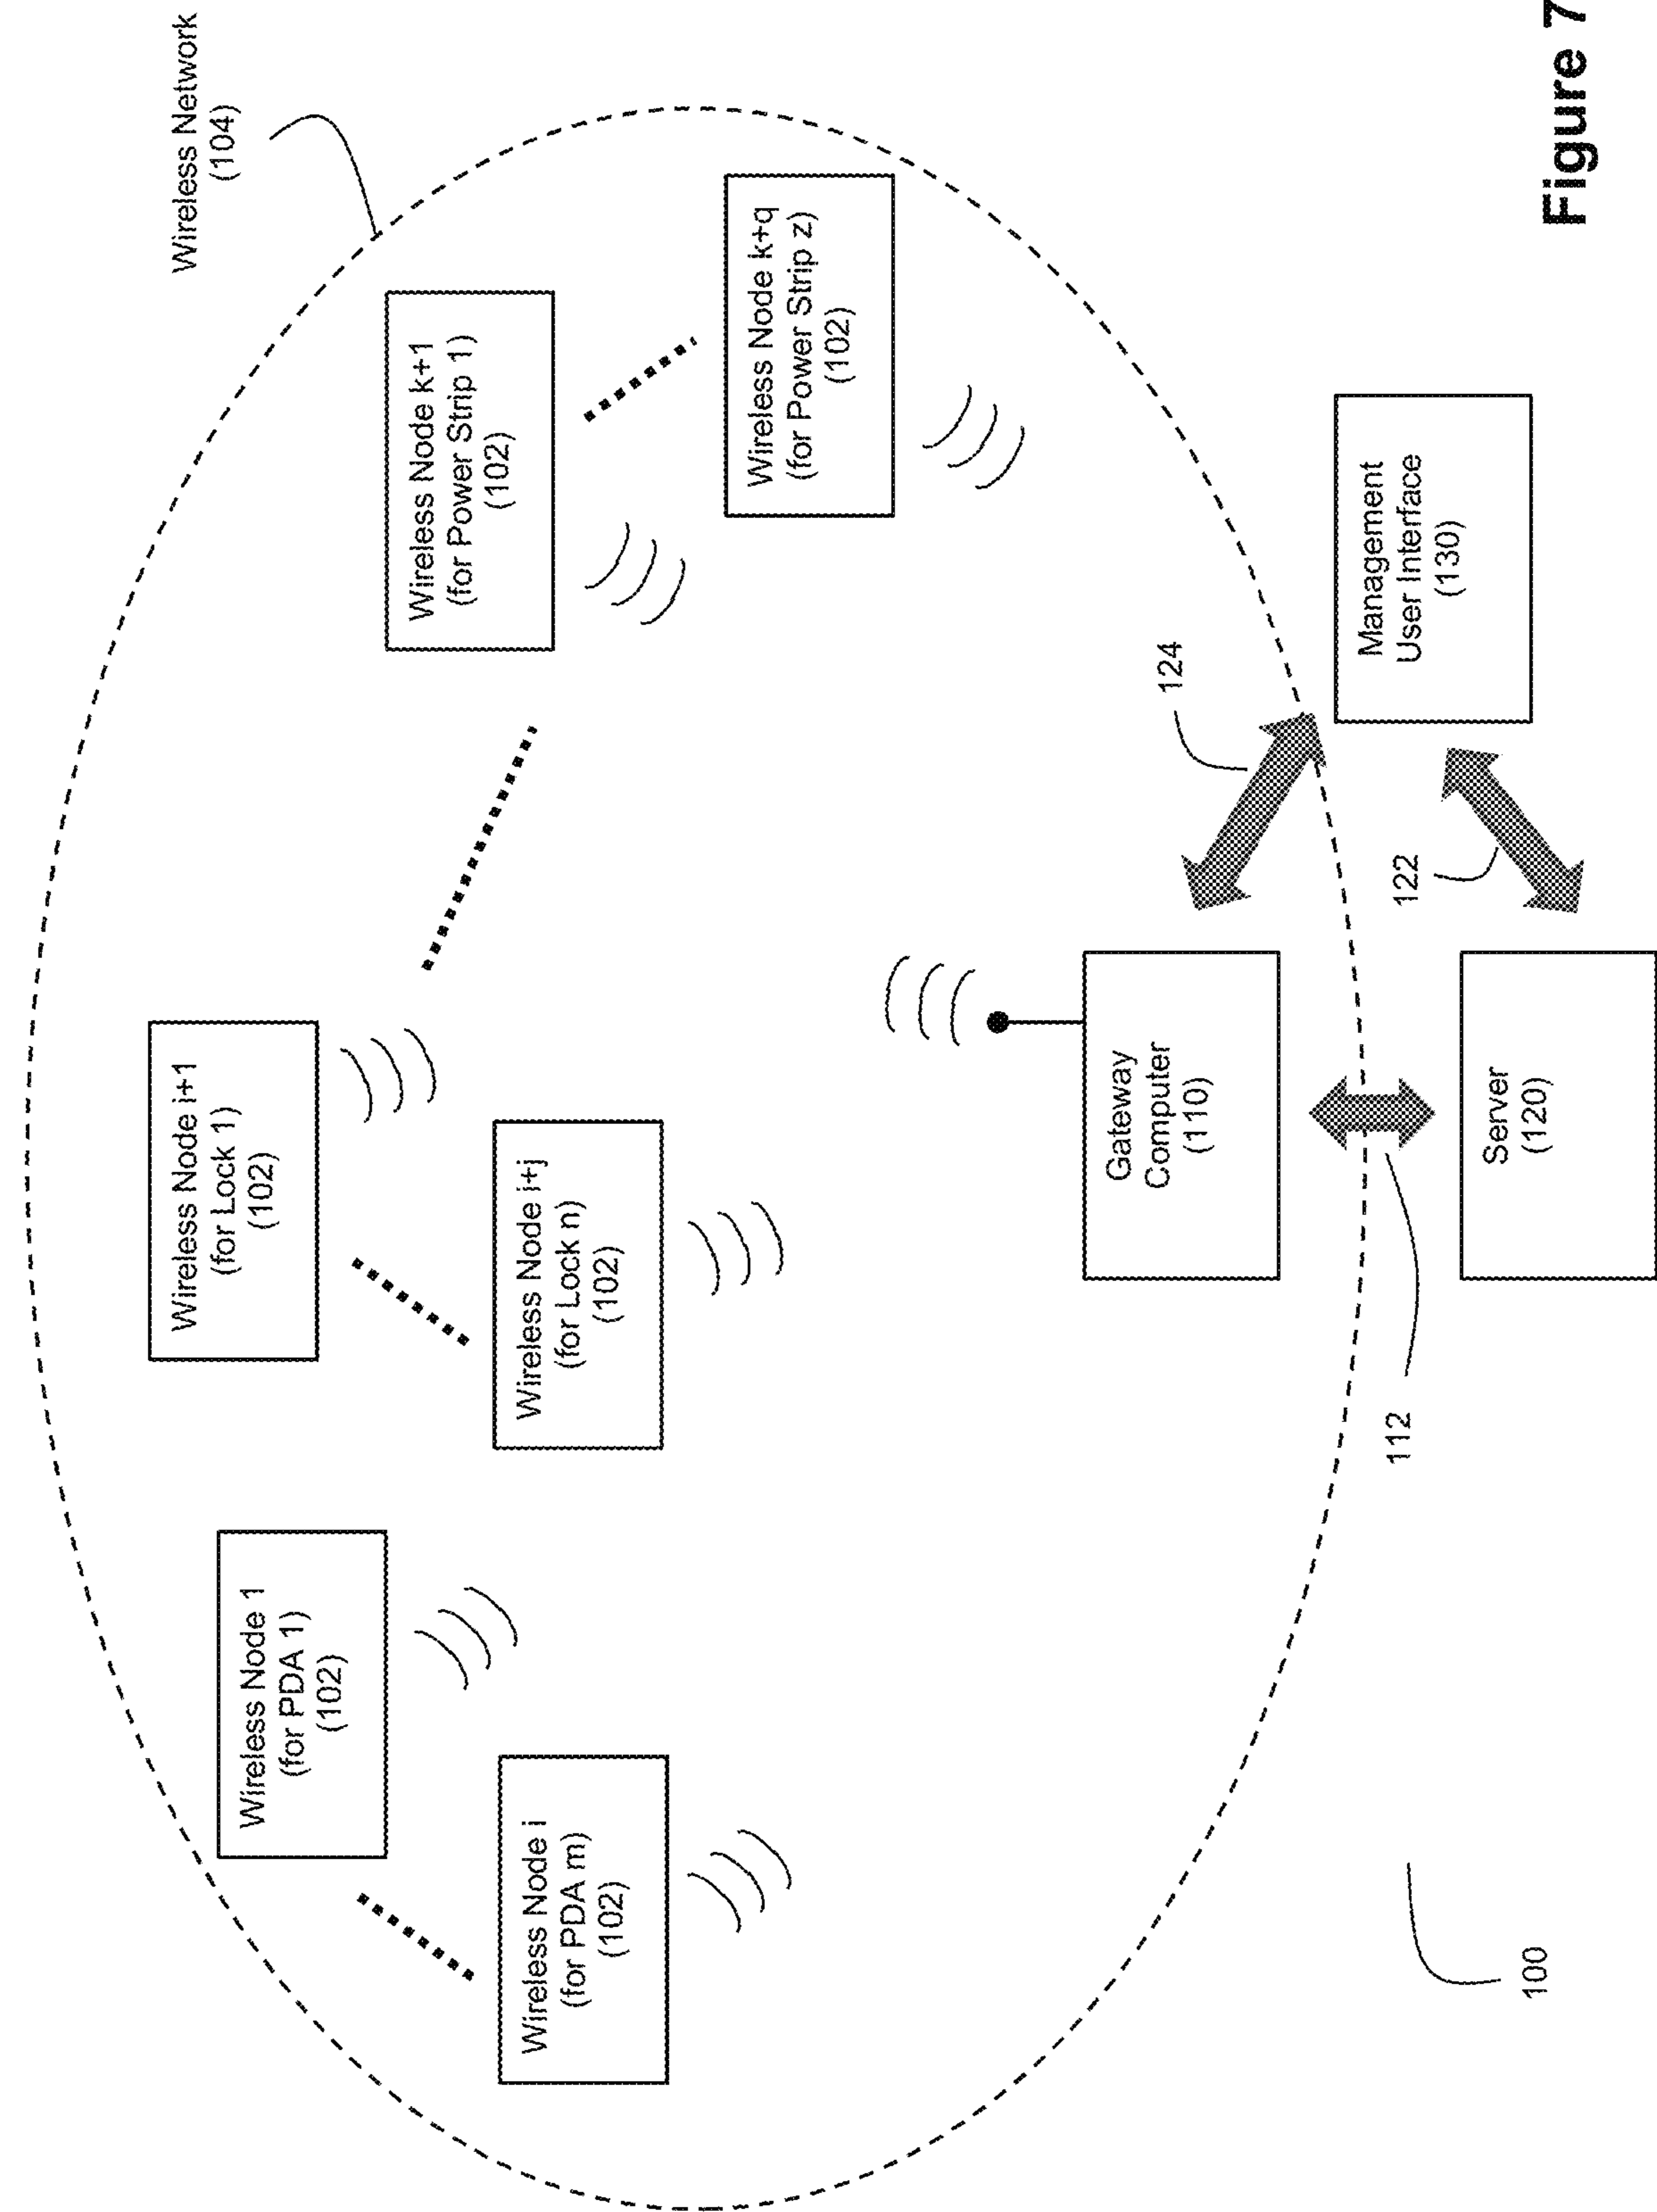 Wireless Network
(104)
Wireless Node i+1
(for Lock 1)
(102)
Wireless Node 1
(for PDA 1)
(102)
Wireless Node k+1
(for Power Strip 1)
(102)
Wireless Node i+j
(for Lock n)
(102)
Wireless Node i
(for PDA m)
(102)
Wireless Node k+q
(for Power Strip z)
(102)
Gateway
Computer
(110)
124
Management
User Interface
(130)
112
122
Server
(120)
100
Figure 7